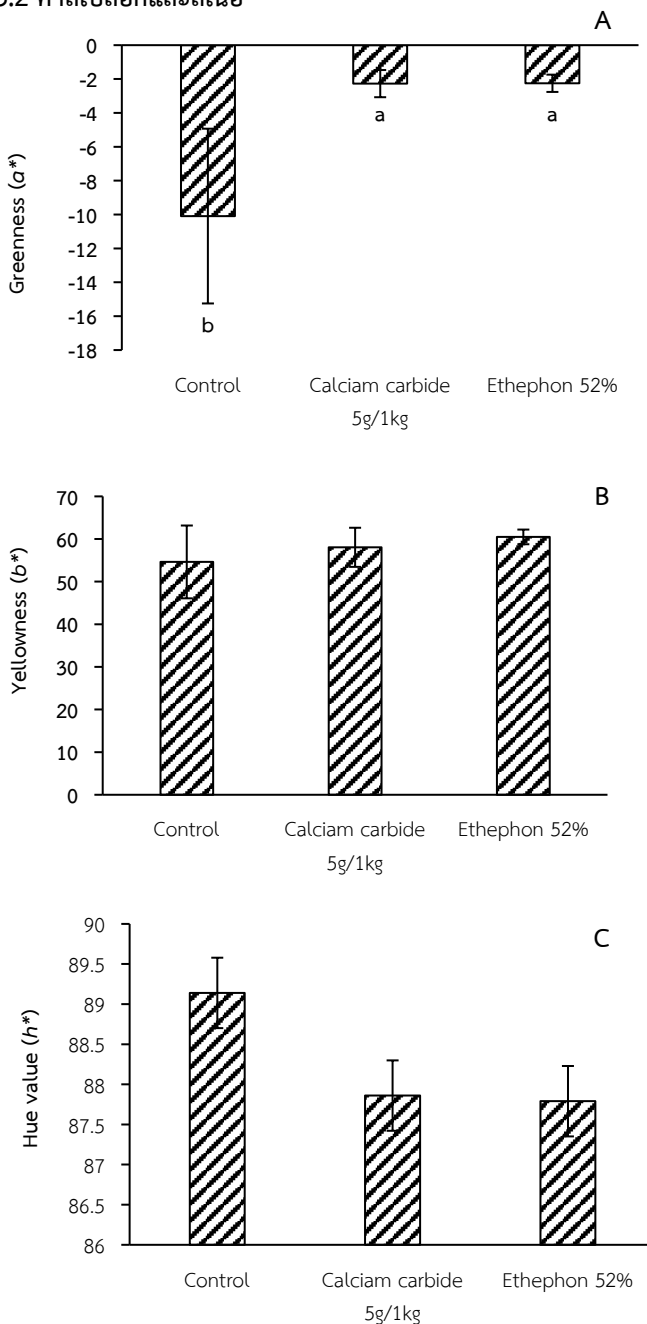 A
Greenness (a*)
0
-2
-4
-6
-8
-10
-12
-14
-16
-18
b
a
a
Control
Calciam carbide
5g/1kg
Ethephon 52%
B
Yellowness (b*)
70
60
50
40
30
20
10
0
Control
Calciam carbide
5g/1kg
Ethephon 52%
C
Hue value (h*)
90
89.5
89
88.5
88
87.5
87
86.5
86
Control
Calciam carbide
5g/1kg
Ethephon 52%